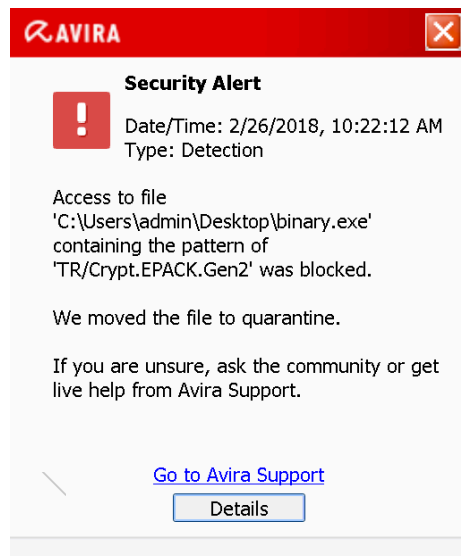 AVIRA
Security Alert
Date/Time: 2/26/2018, 10:22:12 AM
Type: Detection
Access to file
'C:\Users\admin\Desktop\binary.exe'
containing the pattern of
'TR/Crypt.EPACK.Gen2' was blocked.
We moved the file to quarantine.
If you are unsure, ask the community or get
live help from Avira Support.
Go to Avira Support
Details